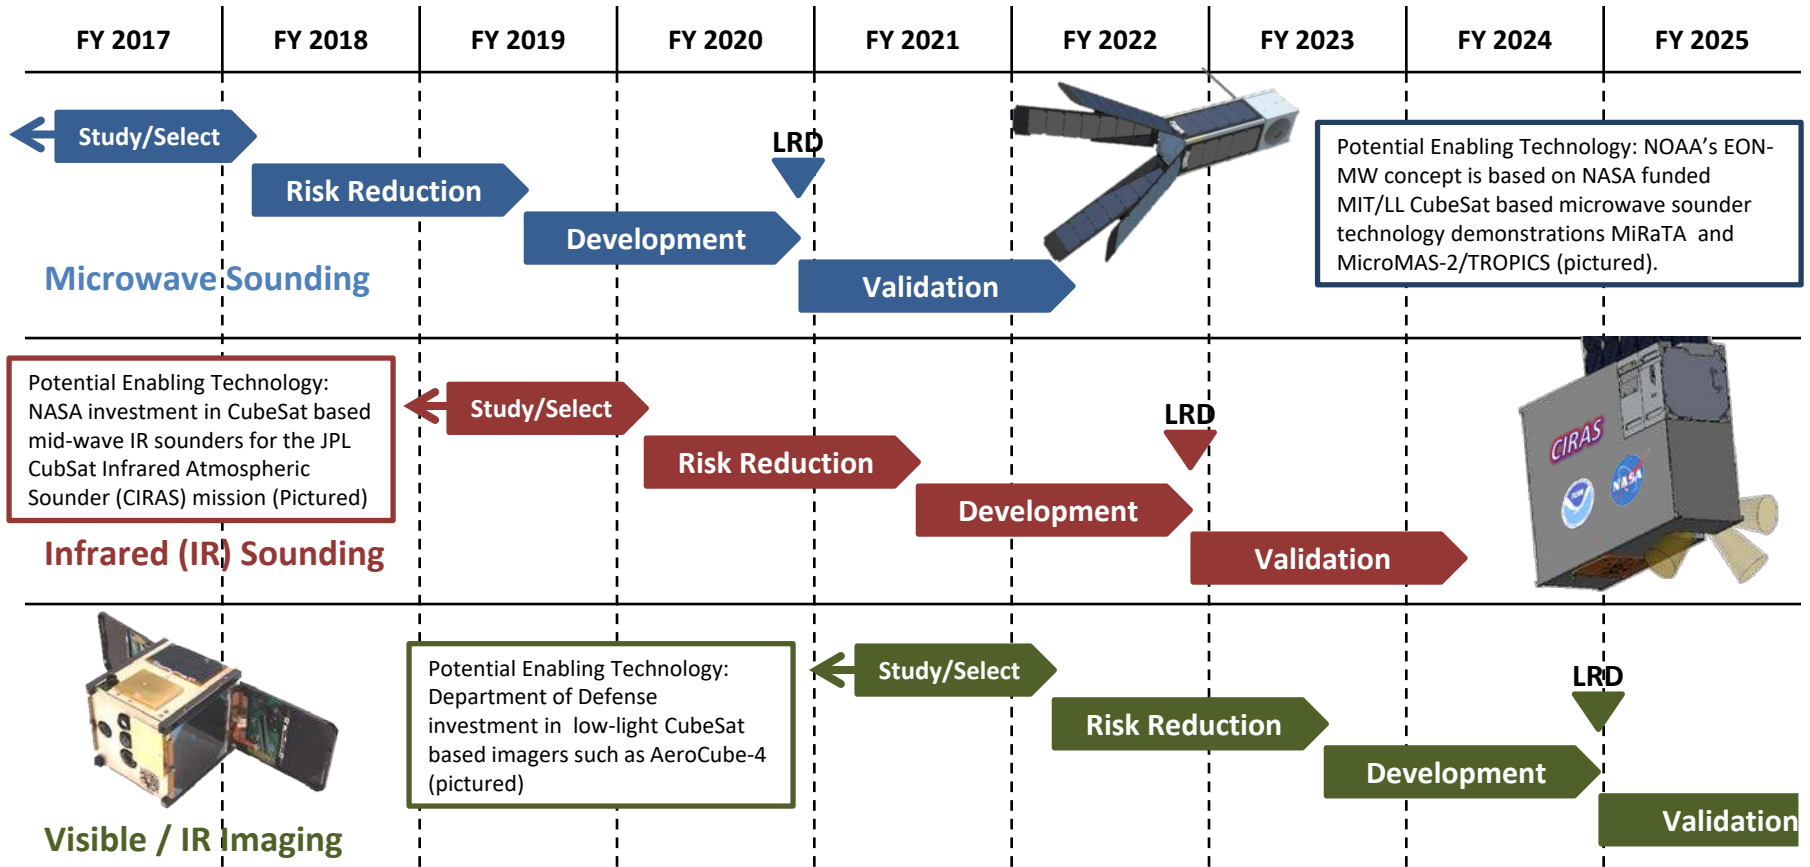 FY 2017 FY 2018 FY 2019 FY 2020 FY 2021 FY 2022 FY 2023 FY 2024 FY 2025
Study/Select
Risk Reduction
LRD
Development
Validation
Microwave Sounding
Potential Enabling Technology: NOAA’s EON-
MW concept is based on NASA funded
MIT/LL CubeSat based microwave sounder
technology demonstrations MiRaTA and
MicroMAS-2/TROPICS (pictured).
Potential Enabling Technology:
NASA investment in CubeSat based
mid-wave IR sounders for the JPL
CubSat Infrared Atmospheric
Sounder (CIRAS) mission (Pictured)
Study/Select
Risk Reduction
LRD
Development
Validation
Infrared (IR) Sounding
CIRAS
NASA
Potential Enabling Technology:
Department of Defense
investment in low-light CubeSat
based imagers such as AeroCube-4
(pictured)
Study/Select
Risk Reduction
LRD
Development
Validation
Visible / IR Imaging